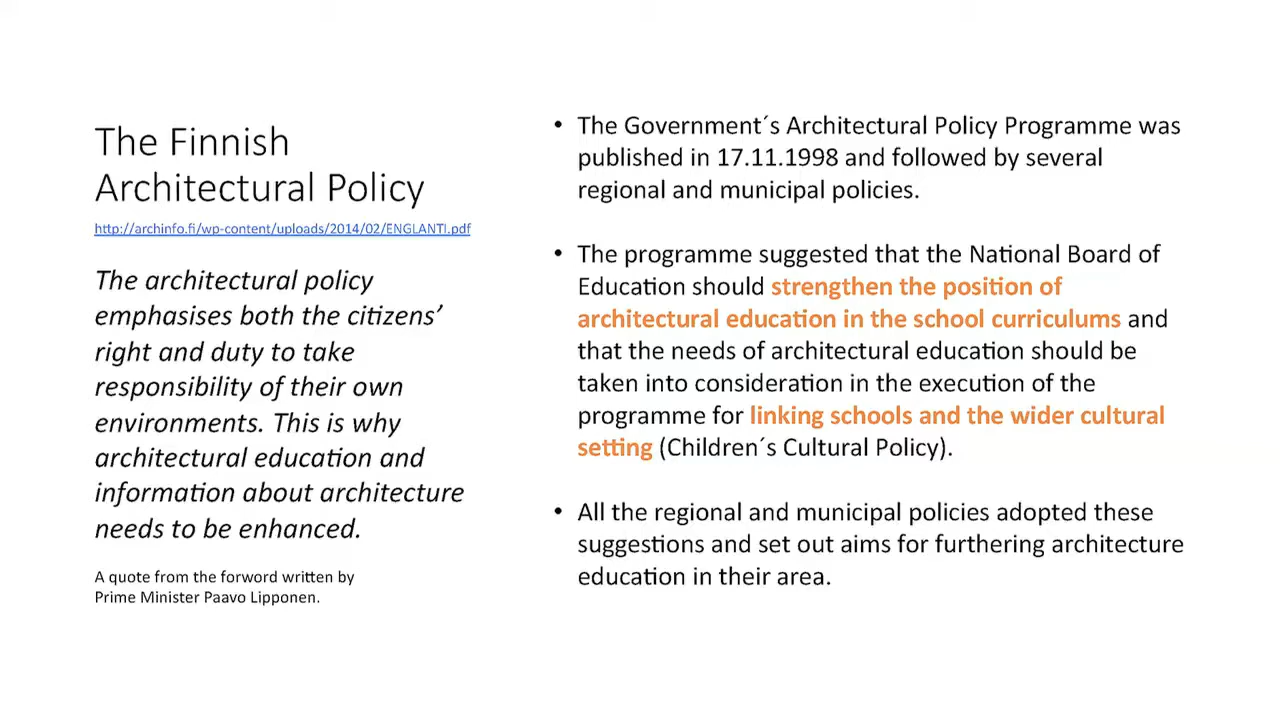 The Finnish
Architectural Policy
http://archinfo.fi/wp-content/uploads/2014/02/ENGLANTI.pdf
The architectural policy
emphasises both the citizens’
right and duty to take
responsibility of their own
environments. This is why
architectural education and
information about architecture
needs to be enhanced.
A quote from the forword written by
Prime Minister Paavo Lipponen.
• The Government´s Architectural Policy Programme was
published in 17.11.1998 and followed by several
regional and municipal policies.
• The programme suggested that the National Board of
Education should strengthen the position of
architectural education in the school curriculums and
that the needs of architectural education should be
taken into consideration in the execution of the
programme for linking schools and the wider cultural
setting (Children´s Cultural Policy).
• All the regional and municipal policies adopted these
suggestions and set out aims for furthering architecture
education in their area.